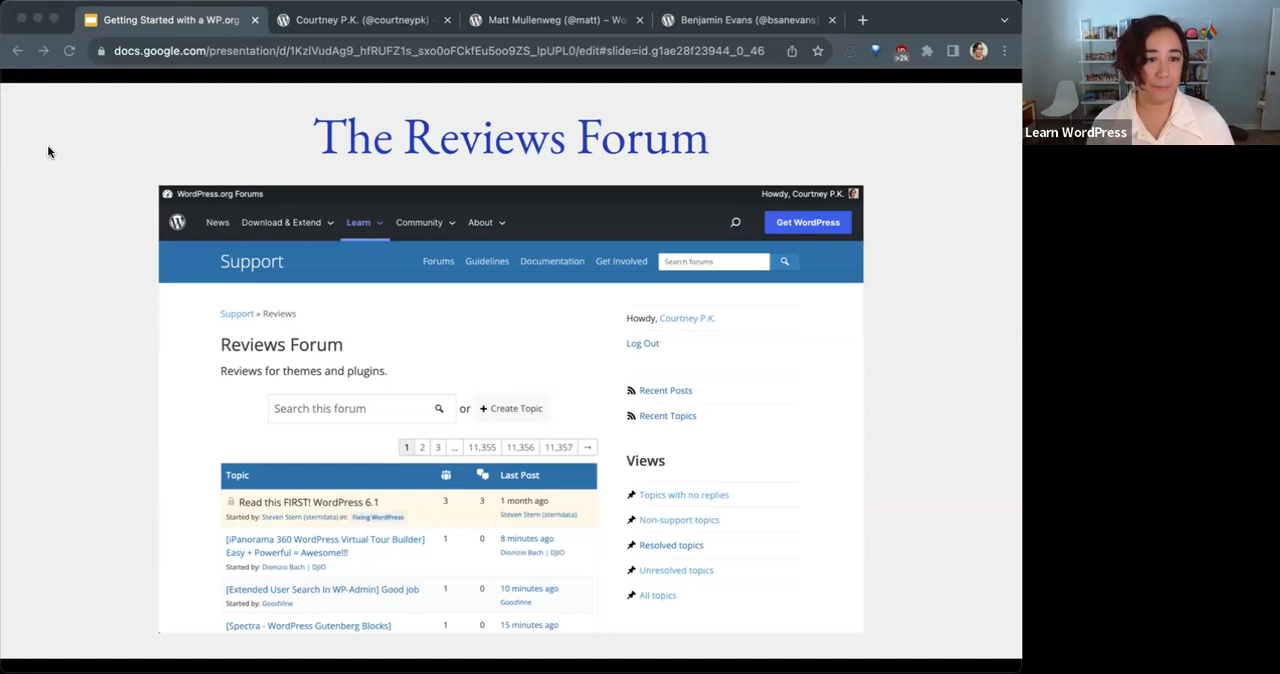 Getting Started with a WP.org
Courtney P.K. (@courtneypk)
Matt Mullenweg (@matt) – Wo
Benjamin Evans (@bsanevans)
docs.google.com/presentation/d/1KzlVudAg9_hfRUFZ1s_sxo0oFCkfEu5oo9ZS_lpUPL0/edit#slide=id.g1ae28f23944_0_46
>2k
Learn WordPress
The Reviews Forum
WordPress.org Forums
Howdy, Courtney P.K.
News Download & Extend Learn Community About
Get WordPress
Support
Forums Guidelines Documentation Get Involved
Search forums
Support » Reviews
Reviews Forum
Reviews for themes and plugins.
Search this forum or + Create Topic
1 2 3 ... 11,355 11,356 11,357 →
Topic Last Post
Read this FIRST! WordPress 6.1 3 3 1 month ago
Started by: Steven Stern (sterndata) in: Fixing WordPress Steven Stern (sterndata)
[iPanorama 360 WordPress Virtual Tour Builder] 1 0 8 minutes ago
Easy + Powerful = Awesome!!! Dionizio Bach | DJIO
Started by: Dionizio Bach | DJIO
[Extended User Search In WP-Admin] Good job 1 0 10 minutes ago
Started by: GoodVine GoodVine
[Spectra - WordPress Gutenberg Blocks] 1 0 15 minutes ago
Howdy, Courtney P.K.
Log Out
Recent Posts
Recent Topics
Views
Topics with no replies
Non-support topics
Resolved topics
Unresolved topics
All topics